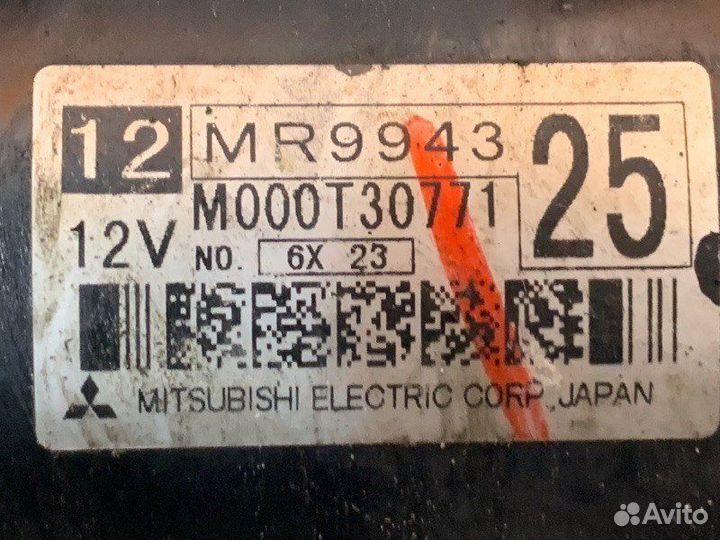 12 MR9943 25
M000T30771
12V NO. 6X 23
MITSUBISHI ELECTRIC CORP. JAPAN
Avito